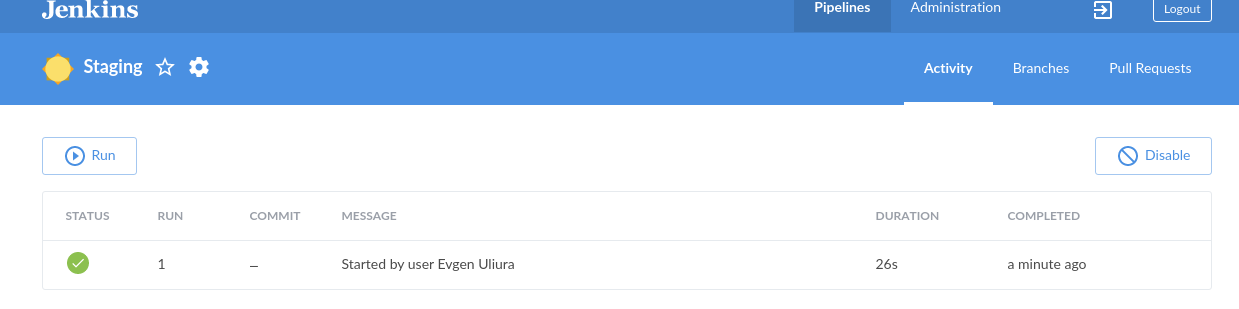 Jenkins Pipelines Administration Logout
Staging Activity Branches Pull Requests
Run Disable
STATUS RUN COMMIT MESSAGE DURATION COMPLETED
1 — Started by user Evgen Uliura 26s a minute ago